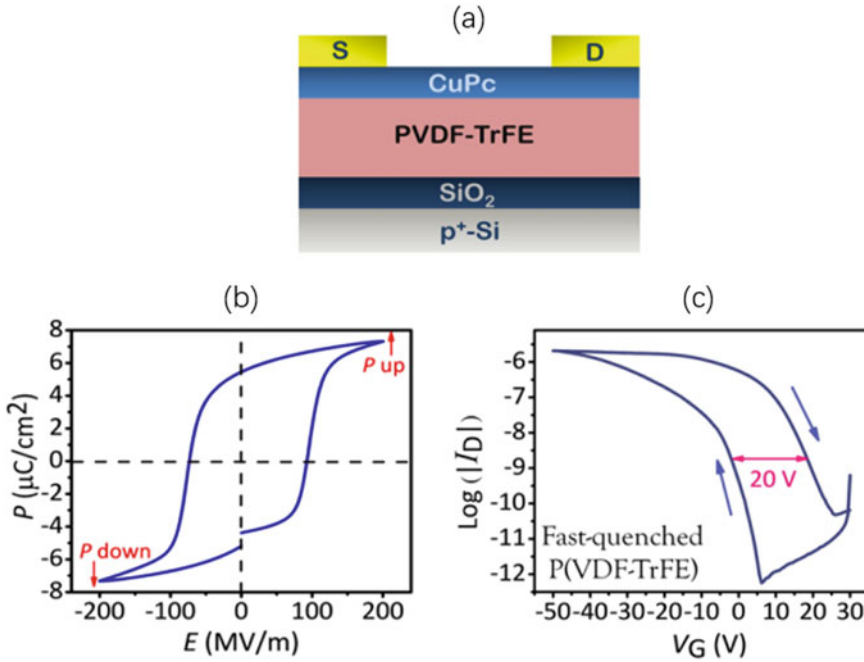 (a)
S
D
CuPc
PVDF-TrFE
SiO₂
p⁺-Si
(b)
8
6
4
2
0
-2
-4
-6
-8
P (μC/cm²)
P up
P down
-200 -100 0 100 200
E (MV/m)
(c)
-6
-7
-8
-9
-10
-11
-12
Log (|I_D|)
20 V
Fast-quenched
P(VDF-TrFE)
-50 -40 -30 -20 -10 0 10 20 30
V_G (V)